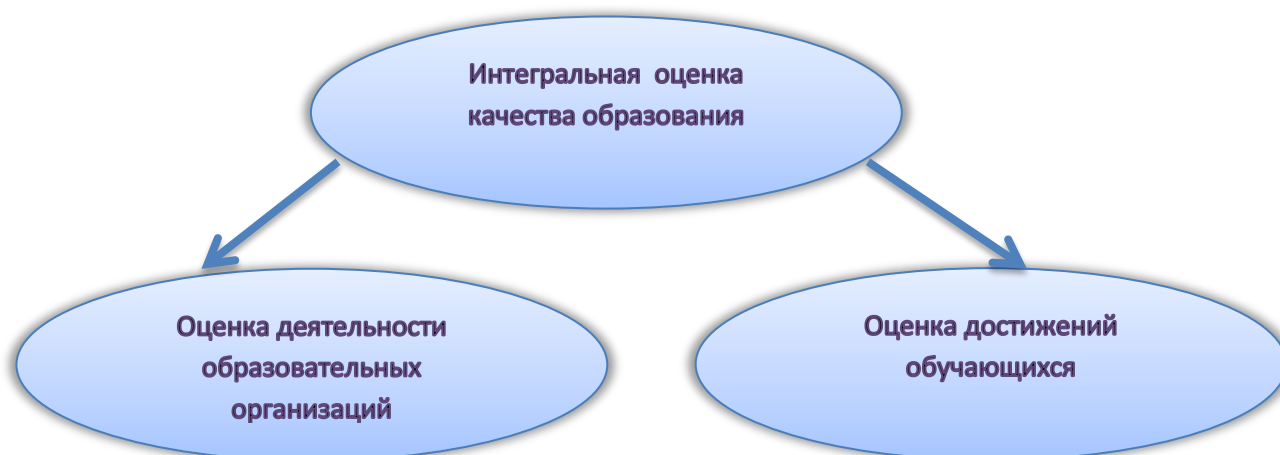 Интегральная оценка
качества образования
Оценка деятельности
образовательных
организаций
Оценка достижений
обучающихся